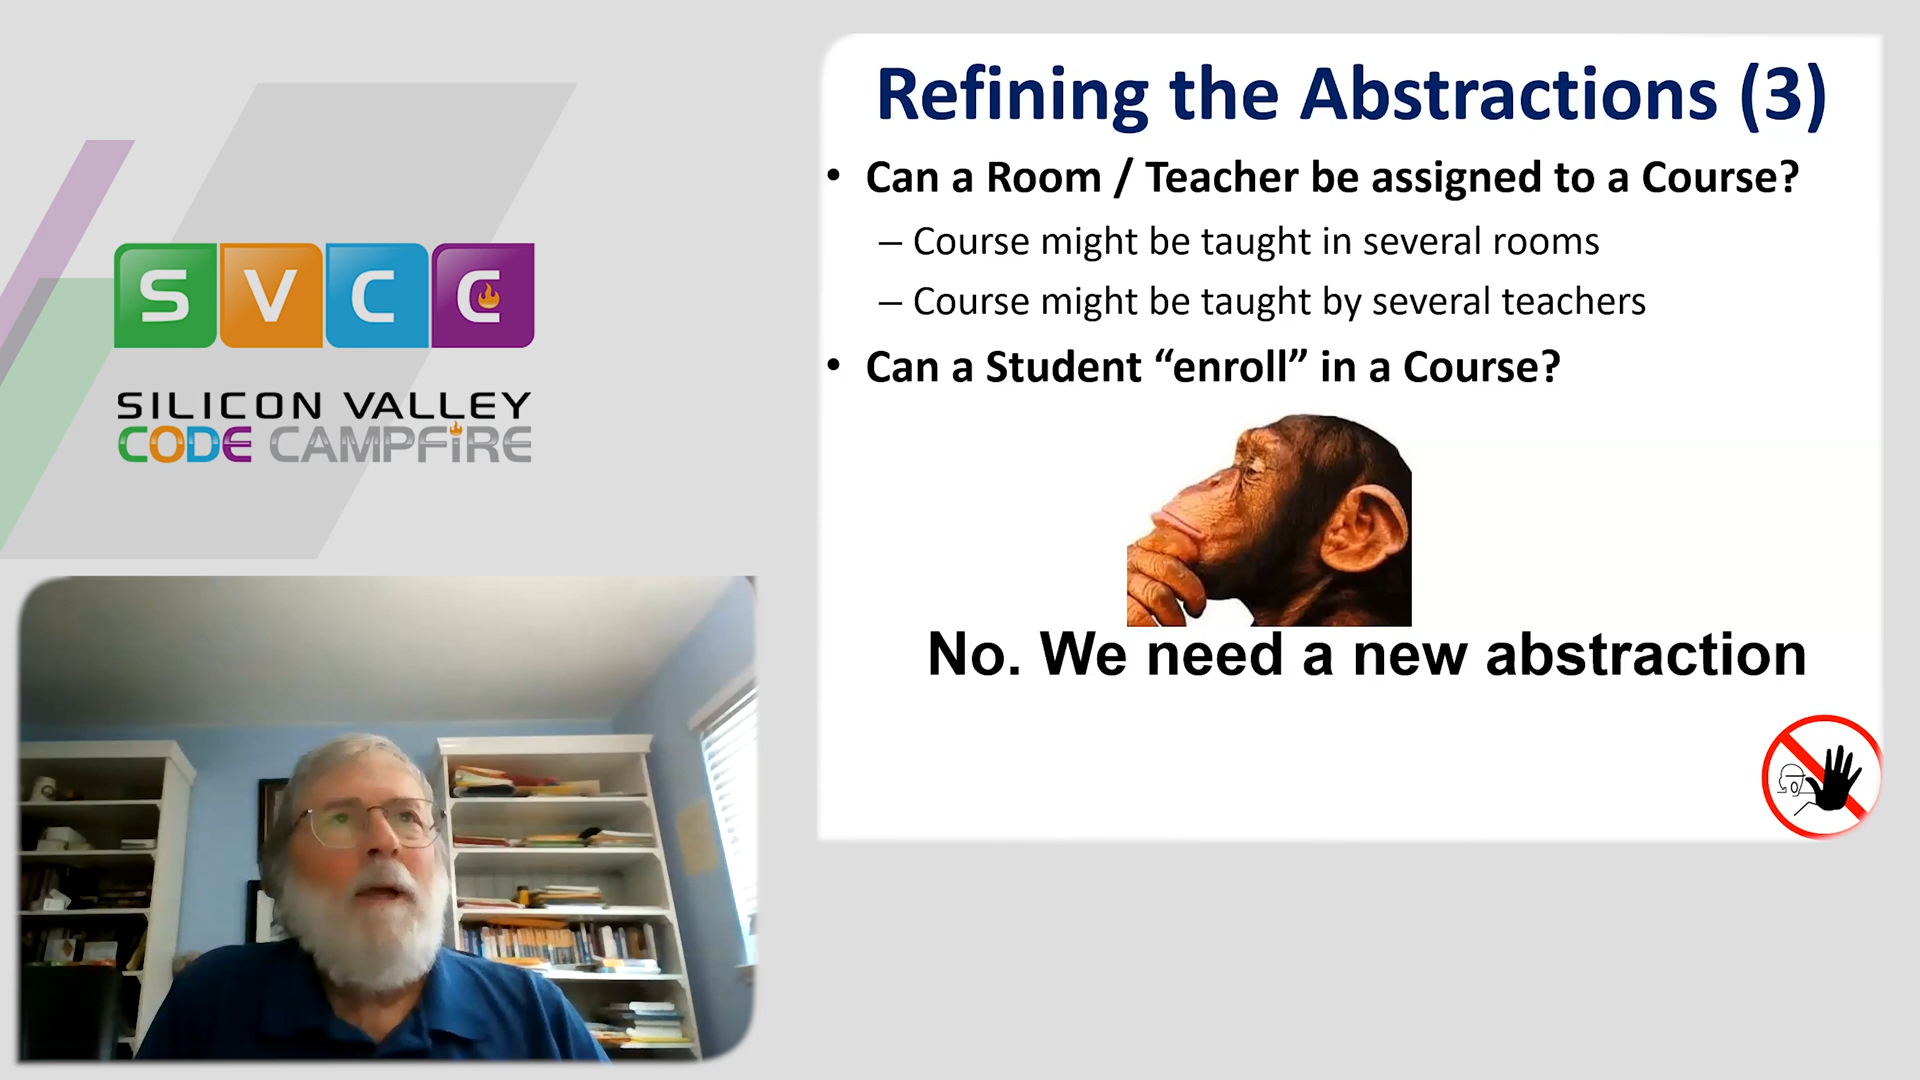 Refining the Abstractions (3)
• Can a Room / Teacher be assigned to a Course?
– Course might be taught in several rooms
– Course might be taught by several teachers
• Can a Student “enroll” in a Course?
No. We need a new abstraction
SVCC
SILICON VALLEY
CODE CAMPFIRE